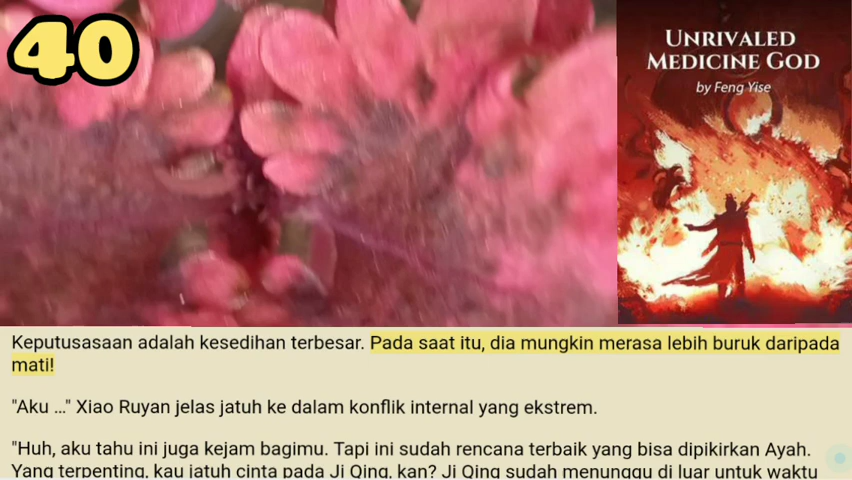 40
UNRIVALED
MEDICINE GOD
by Feng Yise
Keputusasaan adalah kesedihan terbesar. Pada saat itu, dia mungkin merasa lebih buruk daripada
mati!
"Aku ..." Xiao Ruyan jelas jatuh ke dalam konflik internal yang ekstrem.
"Huh, aku tahu ini juga kejam bagimu. Tapi ini sudah rencana terbaik yang bisa dipikirkan Ayah.
Yang terpenting, kau jatuh cinta pada Ji Qing, kan? Ji Qing sudah menunggu di luar untuk waktu